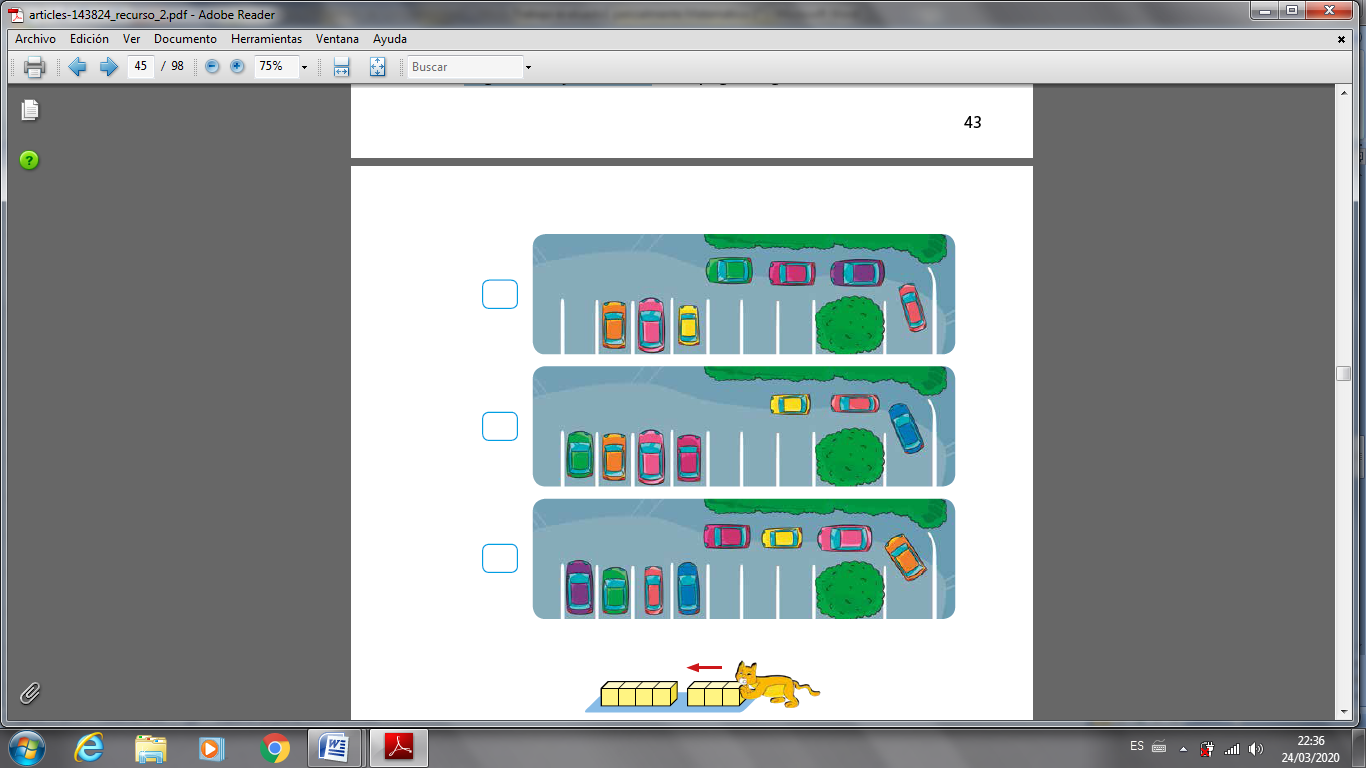 articles-143824_recurso_2.pdf - Adobe Reader
Archivo Edición Ver Documento Herramientas Ventana Ayuda
45 / 98 75% Buscar
43
ES
22:36
24/03/2020